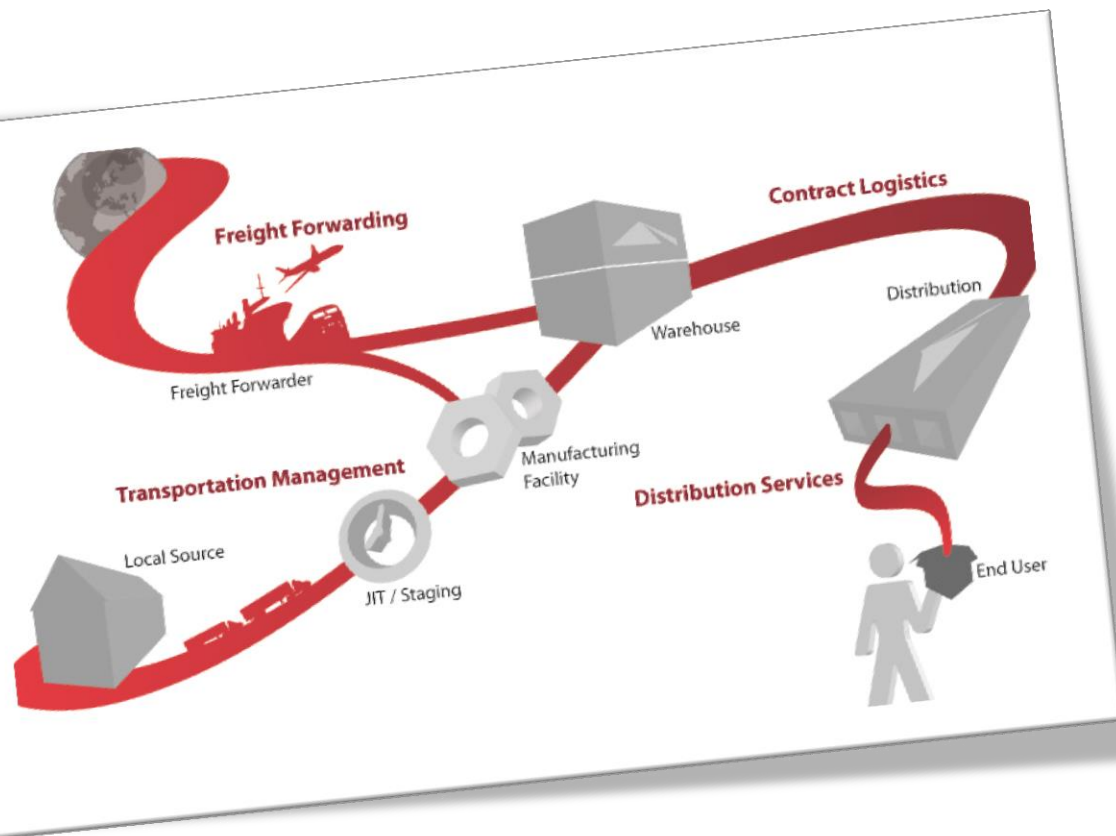 Contract Logistics
Freight Forwarding
Distribution
Warehouse
Freight Forwarder
Manufacturing
Facility
Transportation Management
Distribution Services
Local Source
End User
JIT / Staging